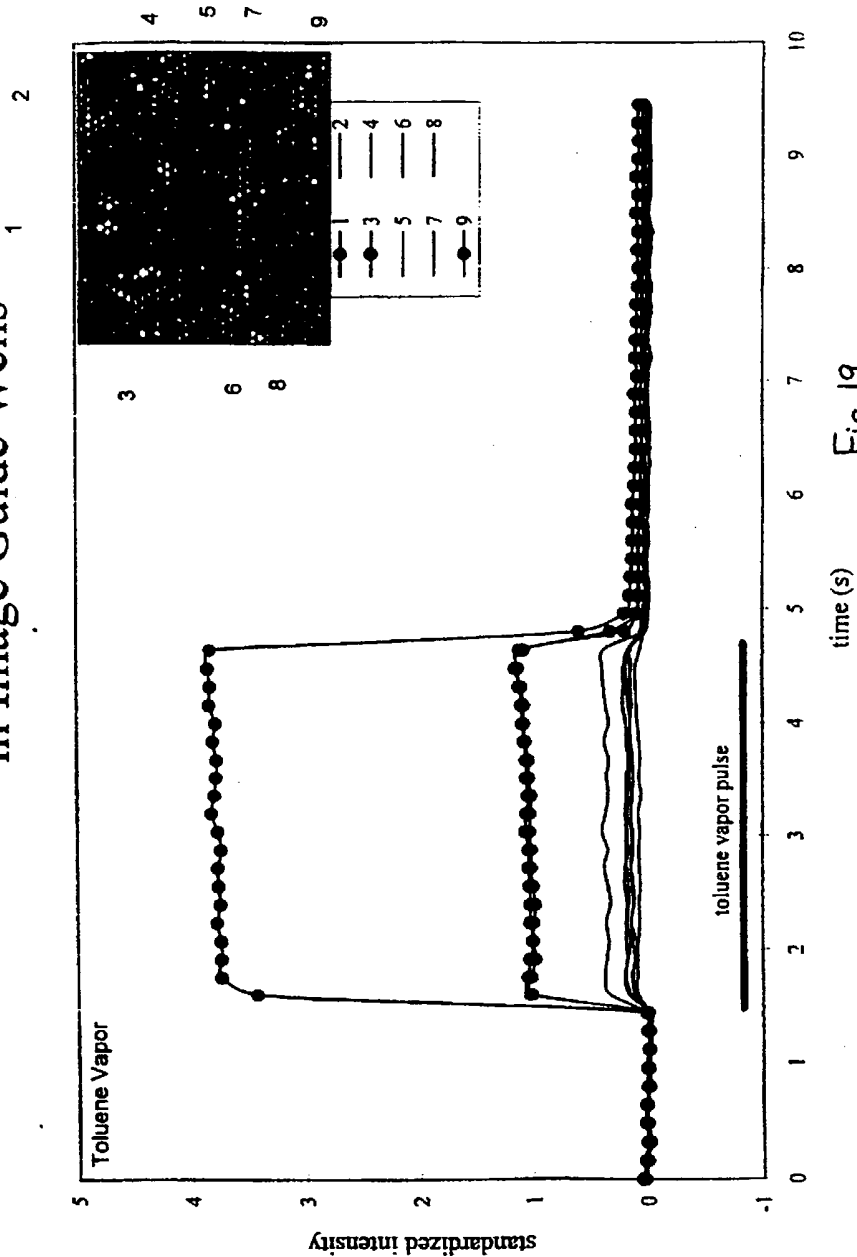 in Image Guide Wells
1 2
4
5
7
9
3
6
8
Toluene Vapor
1 2
3 4
5 6
7 8
9
5
4
3
2
1
0
-1
standardized intensity
toluene vapor pulse
0 1 2 3 4 5 6 7 8 9 10
time (s)
Fig. 19